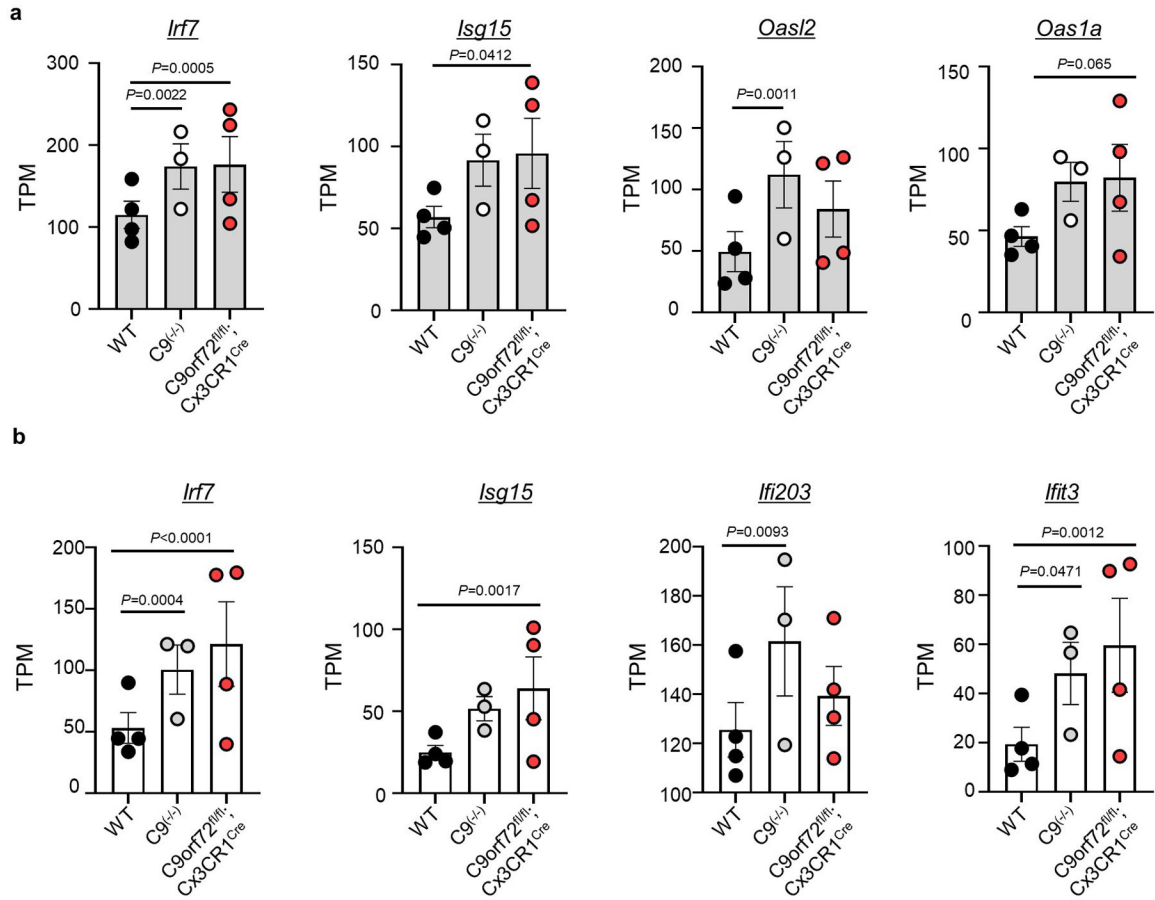 a
Irf7
300
200
100
0
TPM
P=0.0005
P=0.0022
WT
C9(-/-)
C9orf72fl/fl;
Cx3CR1Cre
Isg15
150
100
50
0
TPM
P=0.0412
WT
C9(-/-)
C9orf72fl/fl;
Cx3CR1Cre
Oasl2
200
150
100
50
0
TPM
P=0.0011
WT
C9(-/-)
C9orf72fl/fl;
Cx3CR1Cre
Oas1a
150
100
50
0
TPM
P=0.065
WT
C9(-/-)
C9orf72fl/fl;
Cx3CR1Cre
b
Irf7
200
150
100
50
0
TPM
P<0.0001
P=0.0004
WT
C9(-/-)
C9orf72fl/fl;
Cx3CR1Cre
Isg15
150
100
50
0
TPM
P=0.0017
WT
C9(-/-)
C9orf72fl/fl;
Cx3CR1Cre
Ifi203
200
180
160
140
120
100
TPM
P=0.0093
WT
C9(-/-)
C9orf72fl/fl;
Cx3CR1Cre
Ifit3
100
80
60
40
20
0
TPM
P=0.0012
P=0.0471
WT
C9(-/-)
C9orf72fl/fl;
Cx3CR1Cre